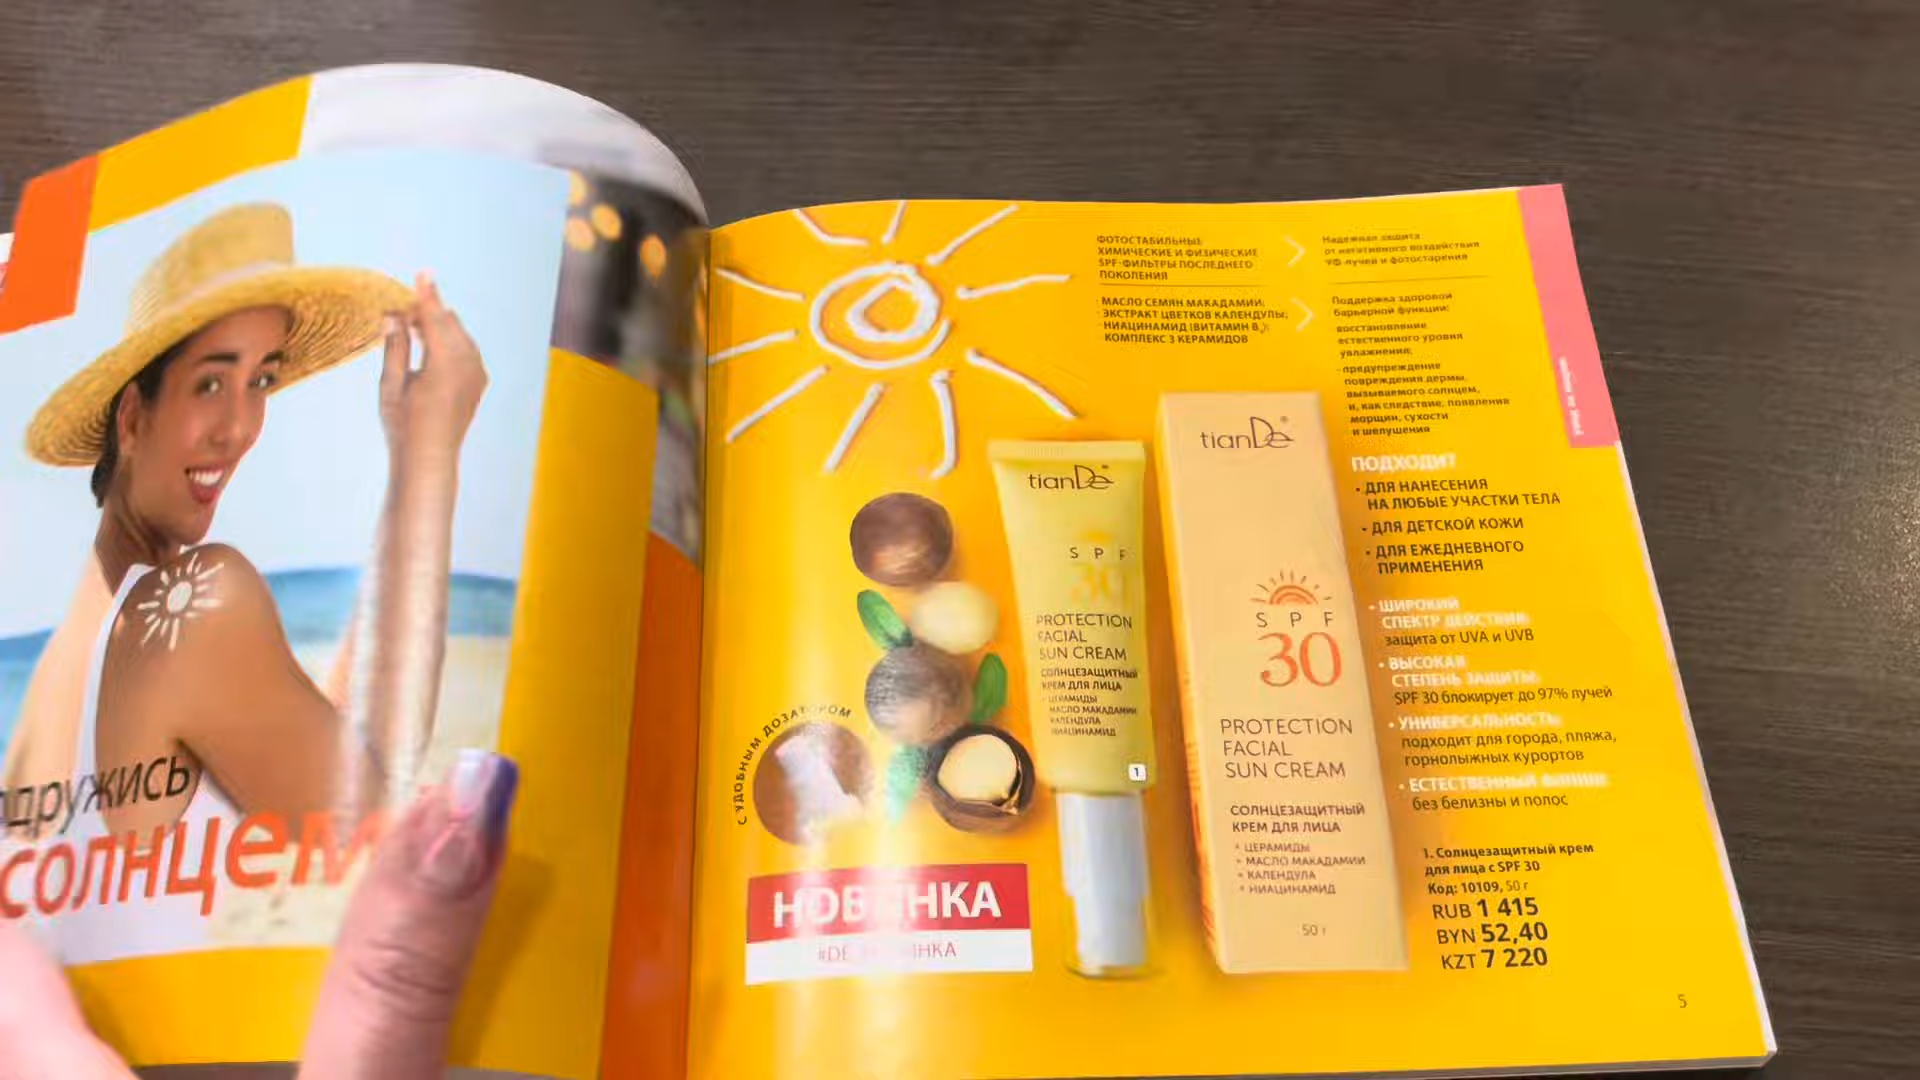 дружись
солнцем
ФОТОСТАБИЛЬНЫЕ
ХИМИЧЕСКИЕ И ФИЗИЧЕСКИЕ
SPF-ФИЛЬТРЫ ПОСЛЕДНЕГО
ПОКОЛЕНИЯ
Надежная защита
от негативного воздействия
УФ-лучей и фотостарения
· МАСЛО СЕМЯН МАКАДАМИИ;
· ЭКСТРАКТ ЦВЕТКОВ КАЛЕНДУЛЫ;
· НИАЦИНАМИД (ВИТАМИН B₃);
· КОМПЛЕКС 3 КЕРАМИДОВ
Поддержка здоровой
барьерной функции:
· восстановление
естественного уровня
увлажнения;
· предупреждение
повреждения дермы,
вызываемого солнцем,
и, как следствие, появления
морщин, сухости
и шелушения
ПОДХОДИТ
• ДЛЯ НАНЕСЕНИЯ
НА ЛЮБЫЕ УЧАСТКИ ТЕЛА
• ДЛЯ ДЕТСКОЙ КОЖИ
• ДЛЯ ЕЖЕДНЕВНОГО
ПРИМЕНЕНИЯ
• ШИРОКИЙ
СПЕКТР ДЕЙСТВИЯ:
защита от UVA и UVB
• ВЫСОКАЯ
СТЕПЕНЬ ЗАЩИТЫ:
SPF 30 блокирует до 97% лучей
• УНИВЕРСАЛЬНОСТЬ:
подходит для города, пляжа,
горнолыжных курортов
• ЕСТЕСТВЕННЫЙ ФИНИШ:
без белизны и полос
1. Солнцезащитный крем
для лица с SPF 30
Код: 10109, 50 г
RUB 1 415
BYN 52,40
KZT 7 220
5
tianDe®
SPF
30
PROTECTION
FACIAL
SUN CREAM
СОЛНЦЕЗАЩИТНЫЙ
КРЕМ ДЛЯ ЛИЦА
• ЦЕРАМИДЫ
МАСЛО МАКАДАМИИ
КАЛЕНДУЛА
НИАЦИНАМИД
1
tianDe®
SPF
30
PROTECTION
FACIAL
SUN CREAM
СОЛНЦЕЗАЩИТНЫЙ
КРЕМ ДЛЯ ЛИЦА
• ЦЕРАМИДЫ
• МАСЛО МАКАДАМИИ
• КАЛЕНДУЛА
• НИАЦИНАМИД
50 г
С УДОБНЫМ ДОЗАТОРОМ
НОВИНКА